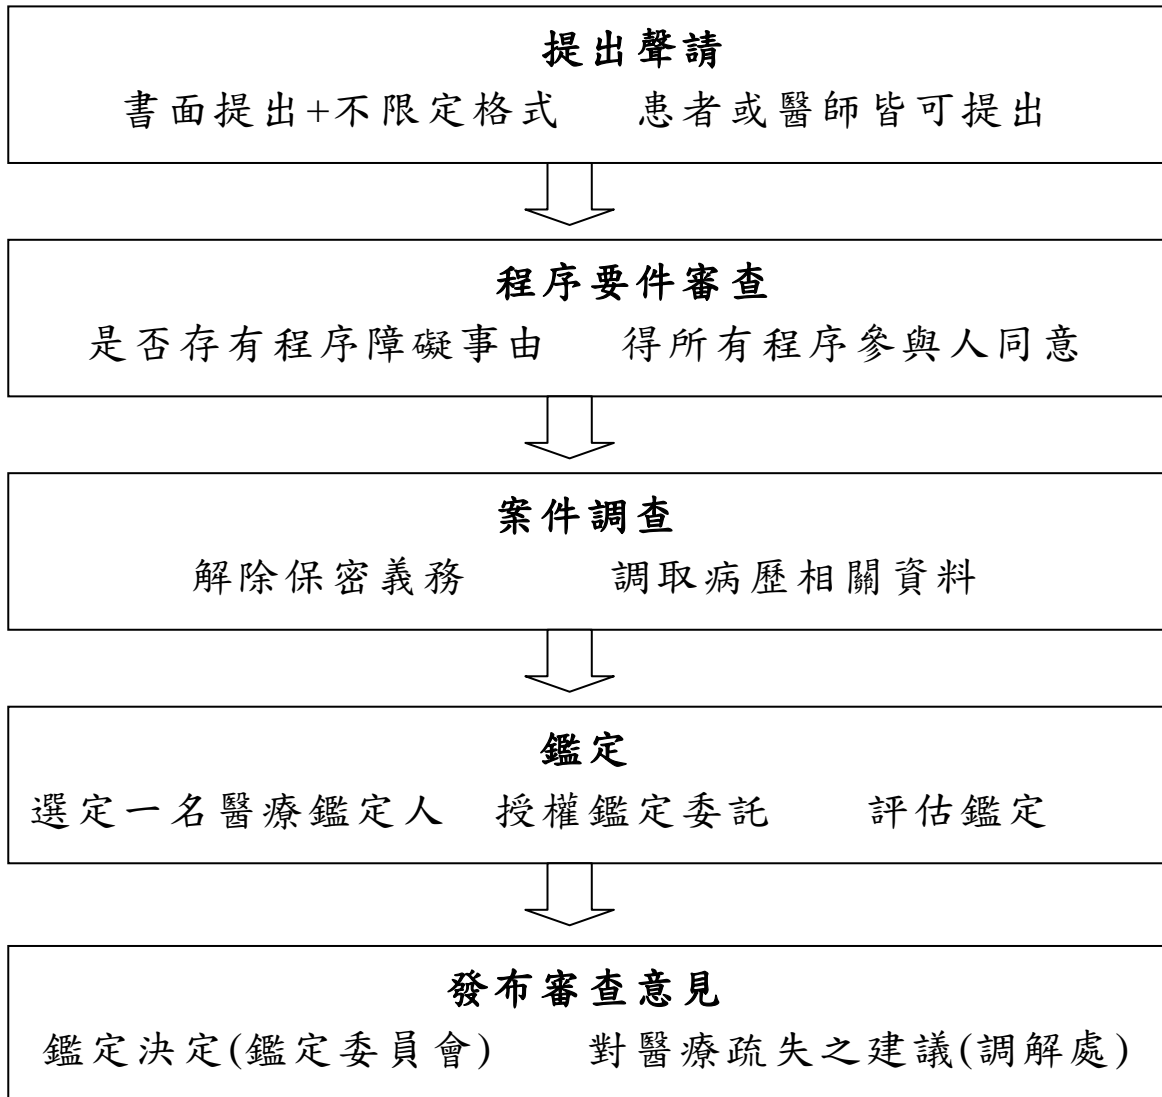 提出聲請
書面提出+不限定格式 患者或醫師皆可提出
程序要件審查
是否存有程序障礙事由 得所有程序參與人同意
案件調查
解除保密義務 調取病歷相關資料
鑑定
選定一名醫療鑑定人 授權鑑定委託 評估鑑定
發布審查意見
鑑定決定(鑑定委員會) 對醫療疏失之建議(調解處)